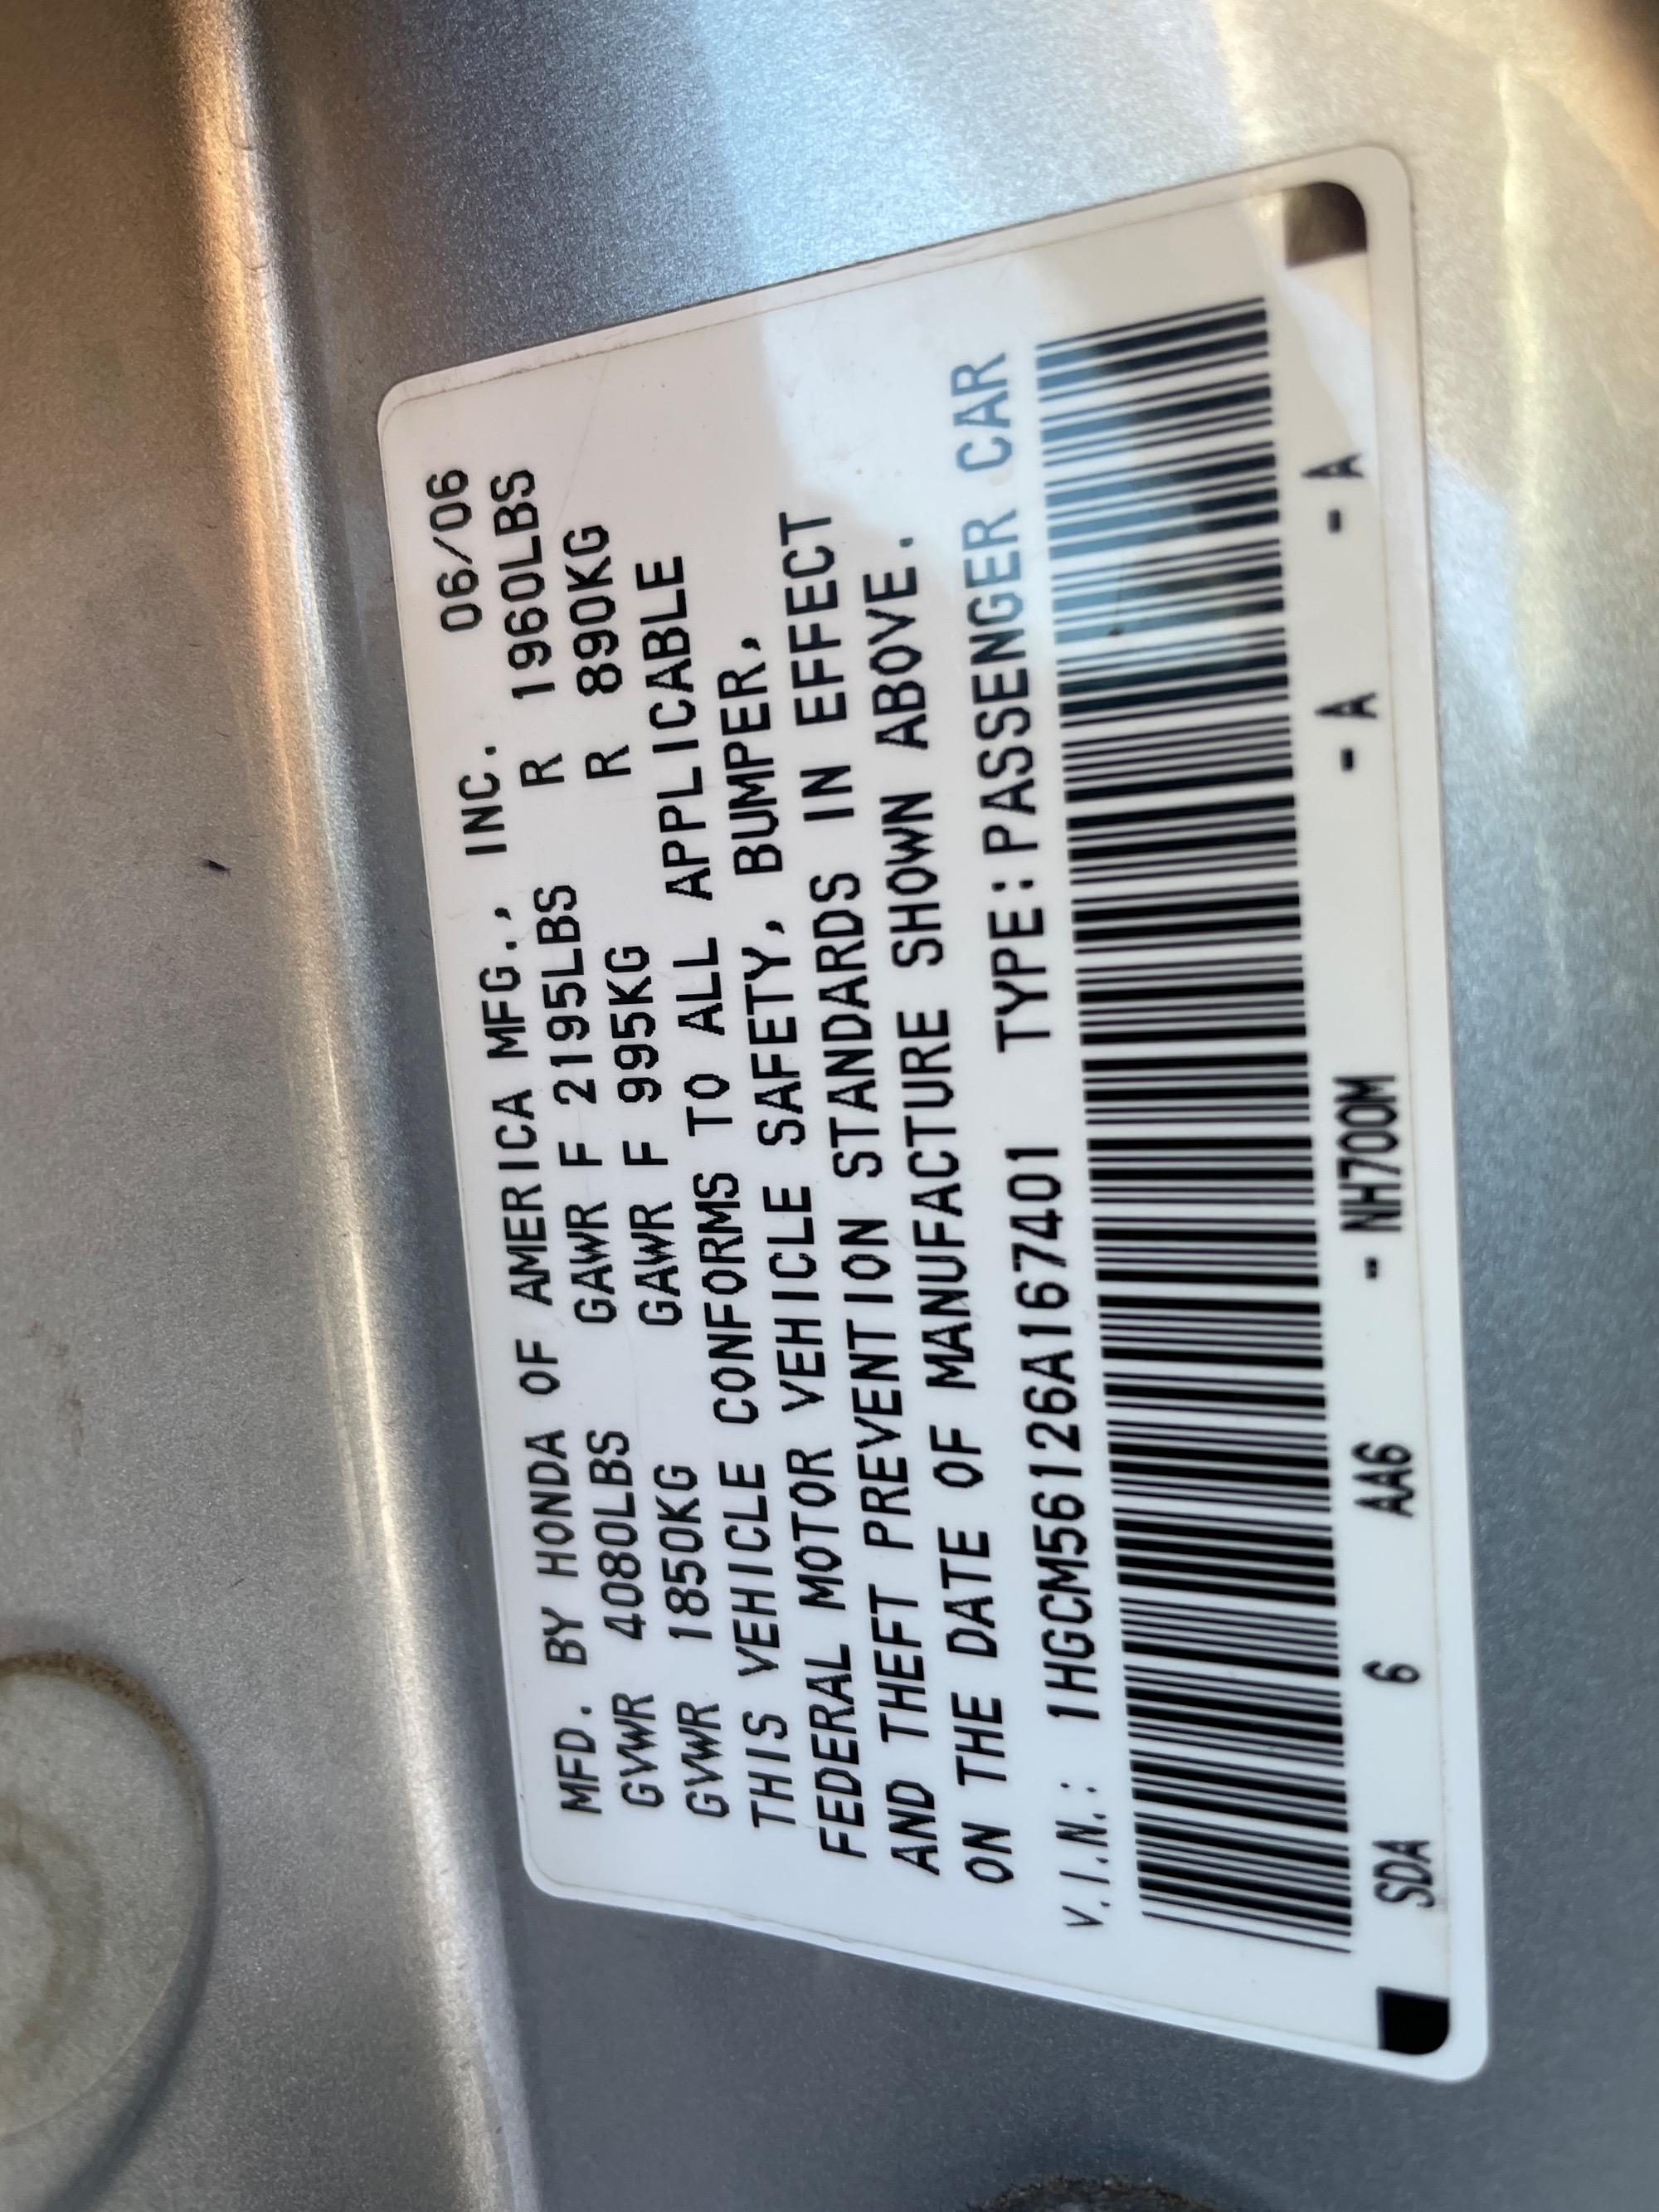 MFD. BY HONDA OF AMERICA MFG., INC. 06/06
GVWR 4080LBS GAWR F 2195LBS R 1960LBS
GVWR 1850KG GAWR F 995KG R 890KG
THIS VEHICLE CONFORMS TO ALL APPLICABLE
FEDERAL MOTOR VEHICLE SAFETY, BUMPER,
AND THEFT PREVENTION STANDARDS IN EFFECT
ON THE DATE OF MANUFACTURE SHOWN ABOVE.
V.I.N.: 1HGCM56126A167401 TYPE:PASSENGER CAR
SDA 6 AA6 - NH700M - A - A